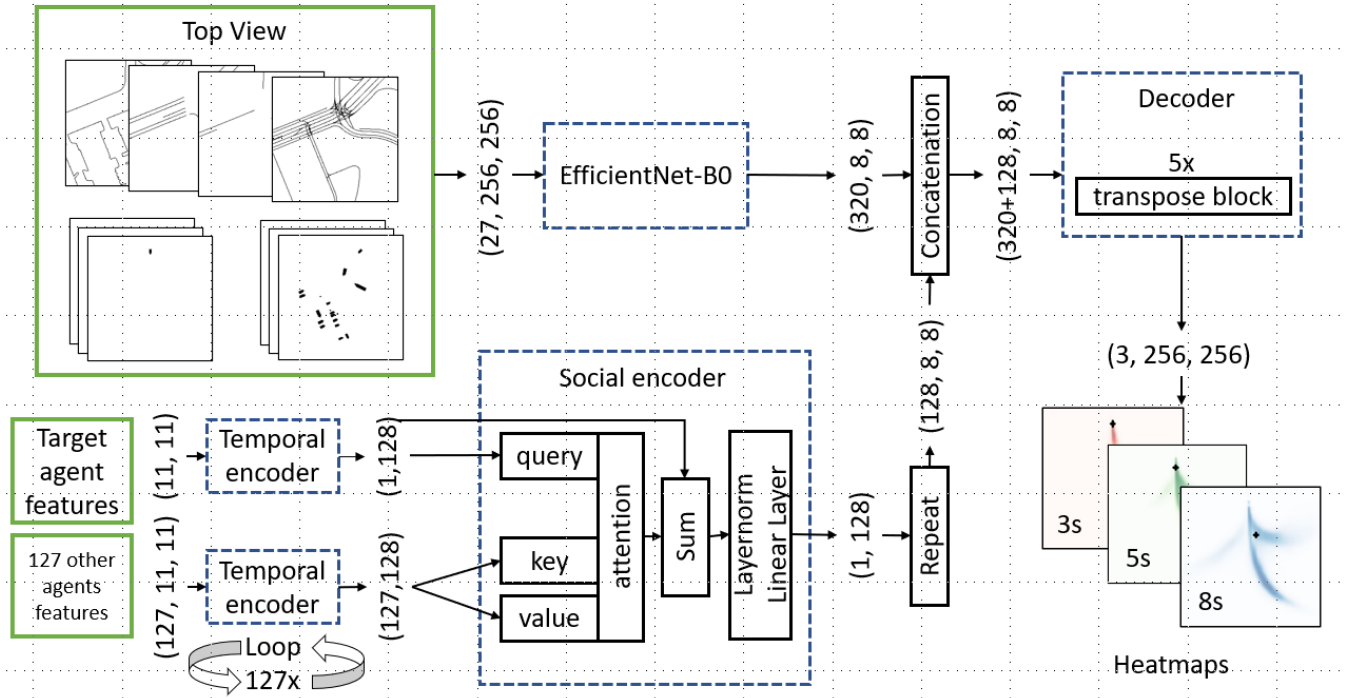 Top View
(27, 256, 256)
EfficientNet-B0
(320, 8, 8)
Concatenation
(320+128, 8, 8)
Decoder
5x
transpose block
(3, 256, 256)
3s
5s
8s
Heatmaps
Target
agent
features
(11, 11)
Temporal
encoder
(1,128)
127 other
agents
features
(127, 11, 11)
Temporal
encoder
(127,128)
Loop
127x
Social encoder
query
key
value
attention
Sum
Layernorm
Linear Layer
(1, 128)
Repeat
(128, 8, 8)